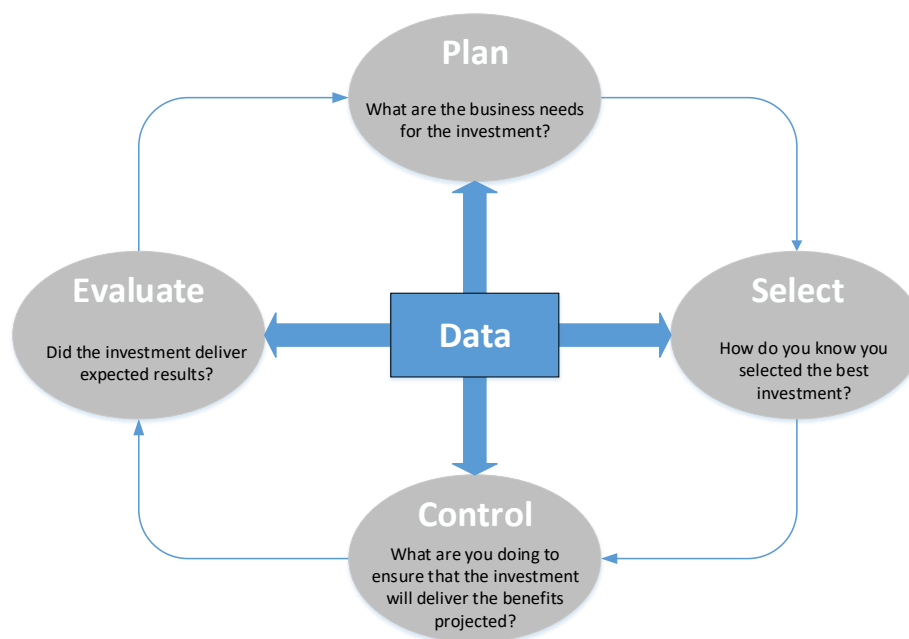 Plan
What are the business needs
for the investment?
Evaluate
Did the investment deliver
expected results?
Data
Select
How do you know you
selected the best
investment?
Control
What are you doing to
ensure that the investment
will deliver the benefits
projected?